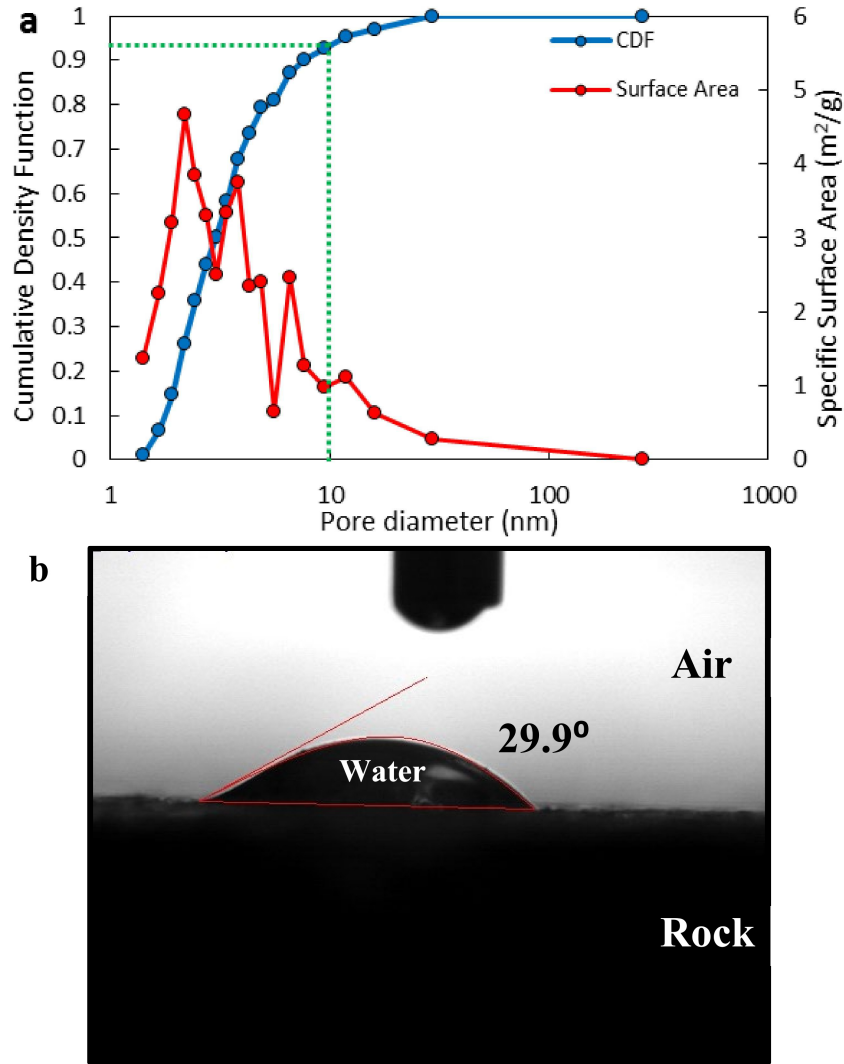 a
CDF
Surface Area
Cumulative Density Function
1
0.9
0.8
0.7
0.6
0.5
0.4
0.3
0.2
0.1
0
Specific Surface Area (m²/g)
6
5
4
3
2
1
0
1 10 100 1000
Pore diameter (nm)
b
Air
29.9⁰
Water
Rock